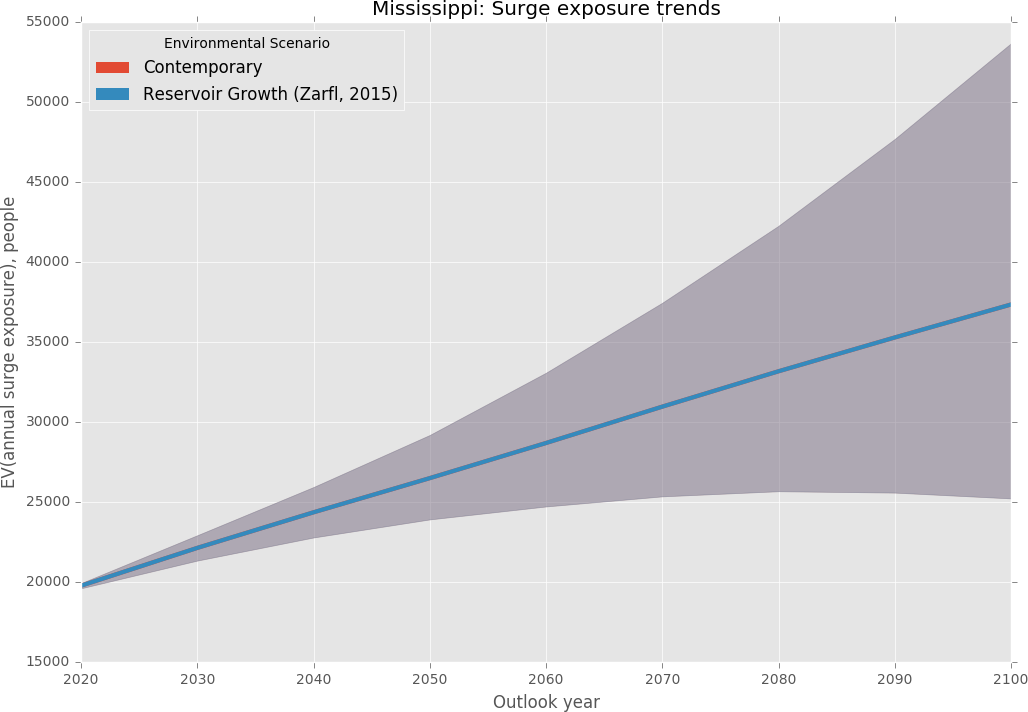 Mississippi: Surge exposure trends
Environmental Scenario
Contemporary
Reservoir Growth (Zarfl, 2015)
EV(annual surge exposure), people
55000
50000
45000
40000
35000
30000
25000
20000
15000
2020 2030 2040 2050 2060 2070 2080 2090 2100
Outlook year